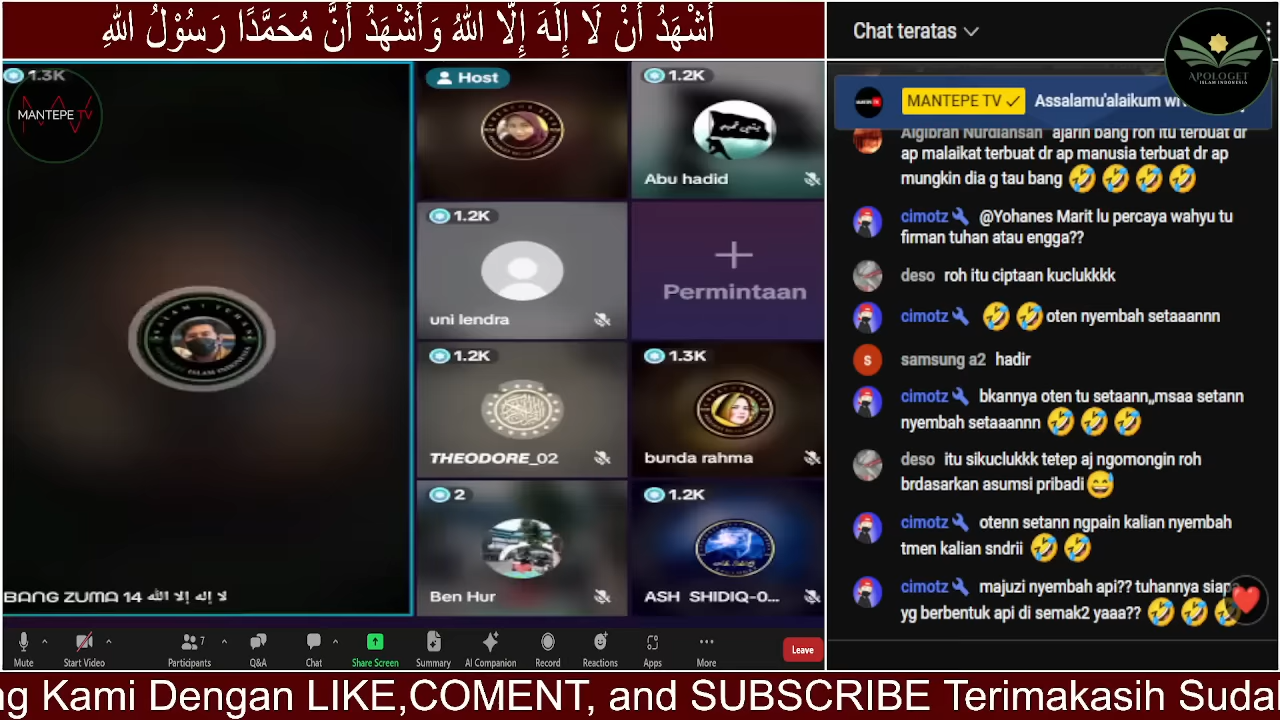 أَشْهَدُ أَنْ لَا إِلَهَ إِلَّا اللهُ وَأَشْهَدُ أَنَّ مُحَمَّدًا رَسُوْلُ اللهِ
1.3K
MANTEPE TV
BANG ZUMA 14 لا إله إلا الله
Host
1.2K
Abu hadid
1.2K
uni lendra
Permintaan
1.2K
THEODORE_02
1.3K
bunda rahma
2
Ben Hur
1.2K
ASH SHIDIQ-0...
Mute
Start Video
Participants
7
Q&A
Chat
Share Screen
Summary
AI Companion
Record
Reactions
Apps
More
Leave
Chat teratas
APOLOGET
ISLAM INDONESIA
MANTEPE TV Assalamu'alaikum
Algibran Nurdiansan ajarin bang roh itu terbuat dr
ap malaikat terbuat dr ap manusia terbuat dr ap
mungkin dia g tau bang 🤣 🤣 🤣 🤣
cimotz @Yohanes Marit lu percaya wahyu tu
firman tuhan atau engga??
deso roh itu ciptaan kuclukkkk
cimotz 🤣 🤣 oten nyembah setaaannn
S samsung a2 hadir
cimotz bkannya oten tu setaann,,msaa setann
nyembah setaaannn 🤣 🤣 🤣
deso itu sikuclukkk tetep aj ngomongin roh
brdasarkan asumsi pribadi 😅
cimotz otenn setann ngpain kalian nyembah
tmen kalian sndrii 🤣 🤣
cimotz majuzi nyembah api?? tuhannya siapa
yg berbentuk api di semak2 yaaa?? 🤣 🤣 🤣
ng Kami Dengan LIKE,COMENT, and SUBSCRIBE Terimakasih Sudah